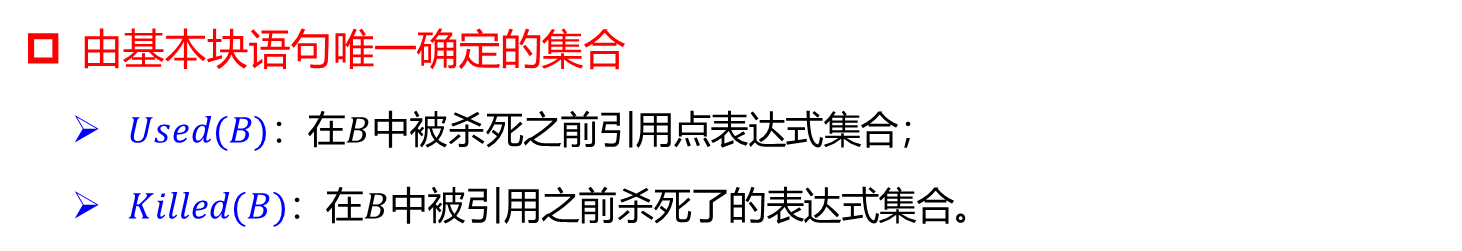 由基本块语句唯一确定的集合
Used(B)：在B中被杀死之前引用点表达式集合；
Killed(B)：在B中被引用之前杀死了的表达式集合。